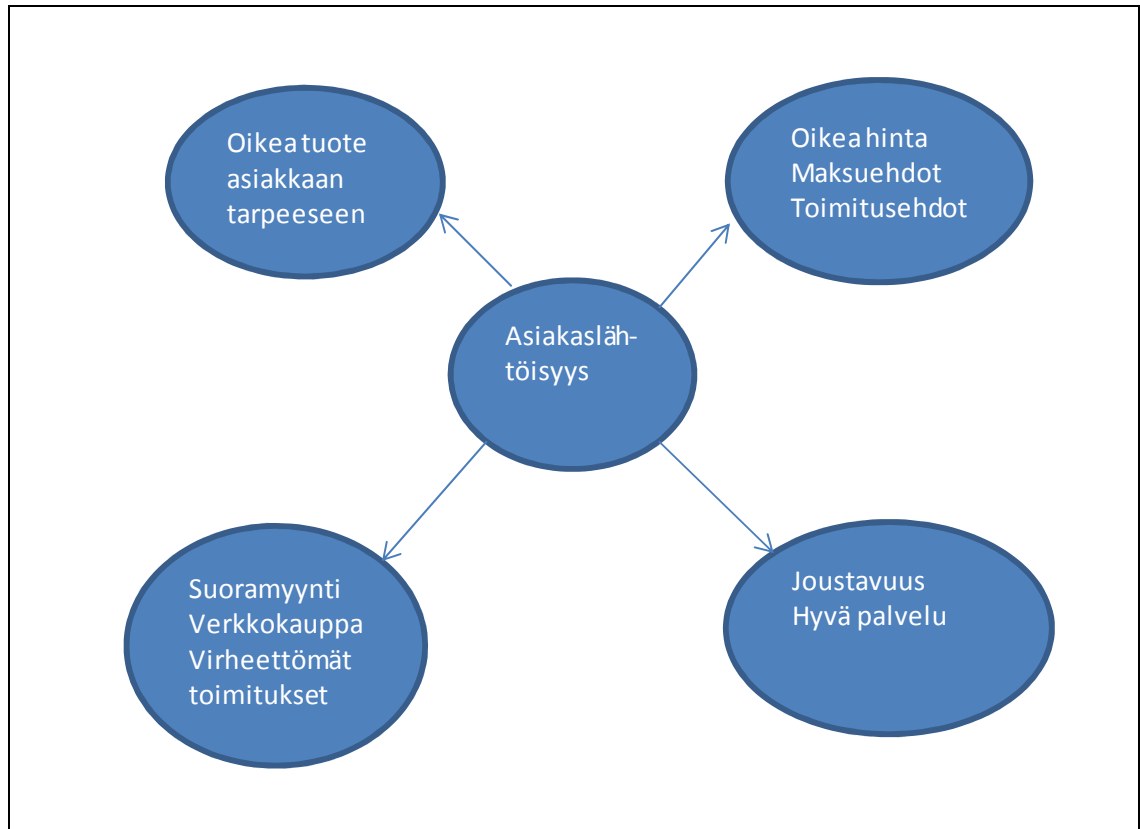 Oikea tuote
asiakkaan
tarpeeseen
Oikea hinta
Maksuehdot
Toimitusehdot
Asiakasläh-
töisyys
Suoramyynti
Verkkokauppa
Virheettömät
toimitukset
Joustavuus
Hyvä palvelu